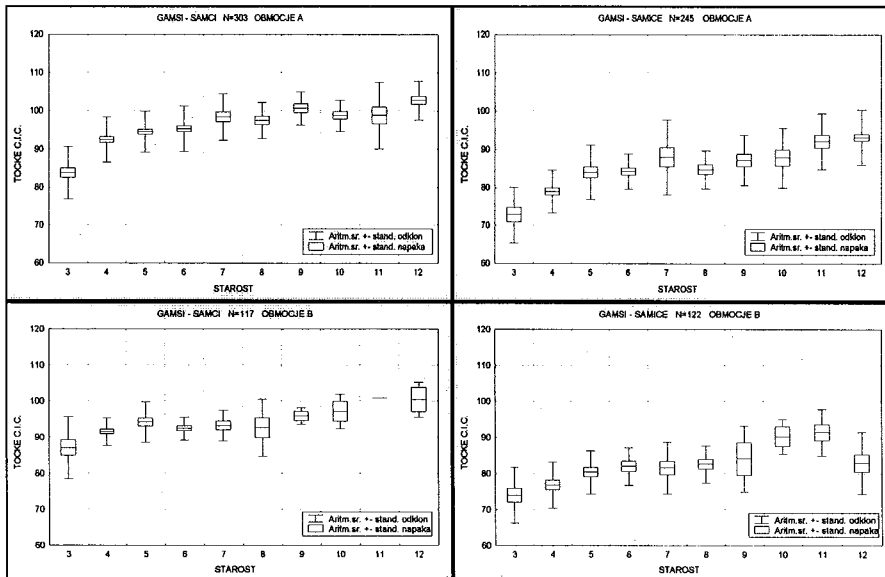 GAMSI - SAMCI N=303 OBMOCJE A
TOCKE C.I.C.
120
110
100
90
80
70
60
Aritm.sr. +- stand. odklon
Aritm.sr. +- stand. napaka
3 4 5 6 7 8 9 10 11 12
STAROST
GAMSI - SAMICE N=245 OBMOCJE A
TOCKE C.I.C.
120
110
100
90
80
70
60
Aritm.sr. +- stand. odklon
Aritm.sr. +- stand. napaka
3 4 5 6 7 8 9 10 11 12
STAROST
GAMSI - SAMCI N=117 OBMOCJE B
TOCKE C.I.C.
120
110
100
90
80
70
60
Aritm.sr. +- stand. odklon
Aritm.sr. +- stand. napaka
3 4 5 6 7 8 9 10 11 12
STAROST
GAMSI - SAMICE N=122 OBMOCJE B
TOCKE C.I.C.
120
110
100
90
80
70
60
Aritm.sr. +- stand. odklon
Aritm.sr. +- stand. napaka
3 4 5 6 7 8 9 10 11 12
STAROST